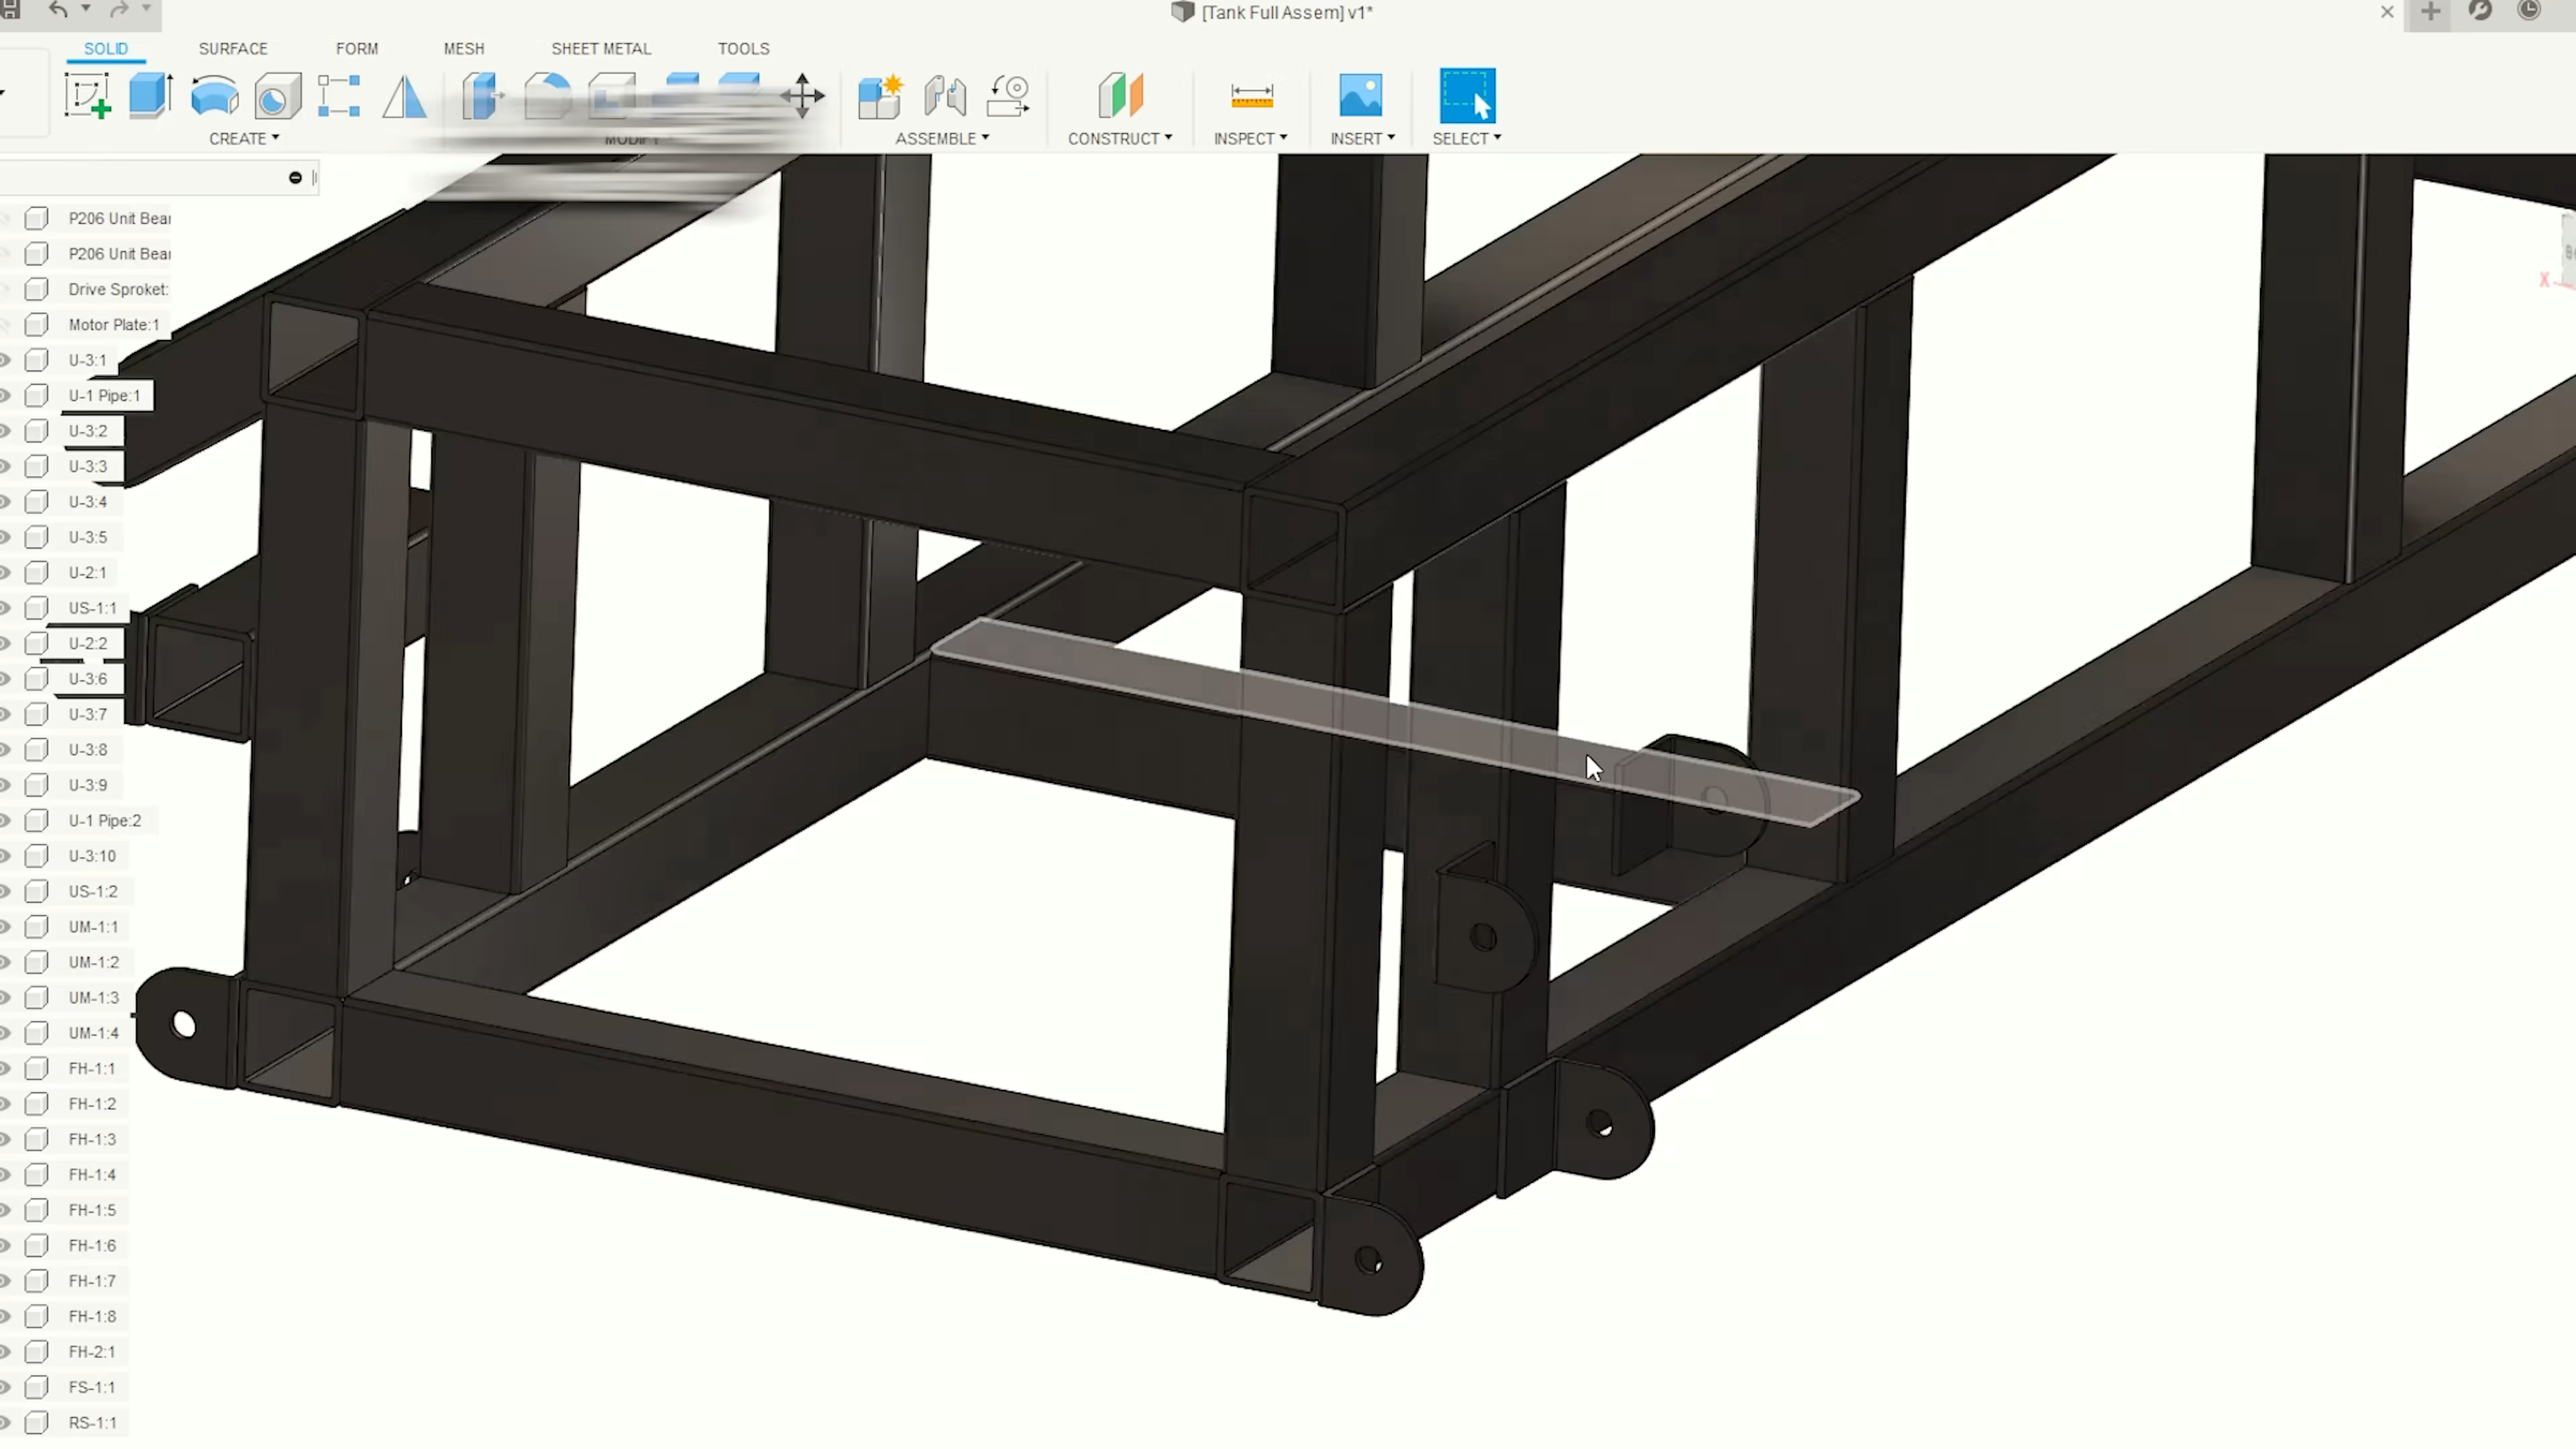 [Tank Full Assem] v1*
SOLID SURFACE FORM MESH SHEET METAL TOOLS
CREATE MODIFY ASSEMBLE CONSTRUCT INSPECT INSERT SELECT
P206 Unit Bear
P206 Unit Bear
Drive Sproket:
Motor Plate:1
U-3:1
U-1 Pipe:1
U-3:2
U-3:3
U-3:4
U-3:5
U-2:1
US-1:1
U-2:2
U-3:6
U-3:7
U-3:8
U-3:9
U-1 Pipe:2
U-3:10
US-1:2
UM-1:1
UM-1:2
UM-1:3
UM-1:4
FH-1:1
FH-1:2
FH-1:3
FH-1:4
FH-1:5
FH-1:6
FH-1:7
FH-1:8
FH-2:1
FS-1:1
RS-1:1
X